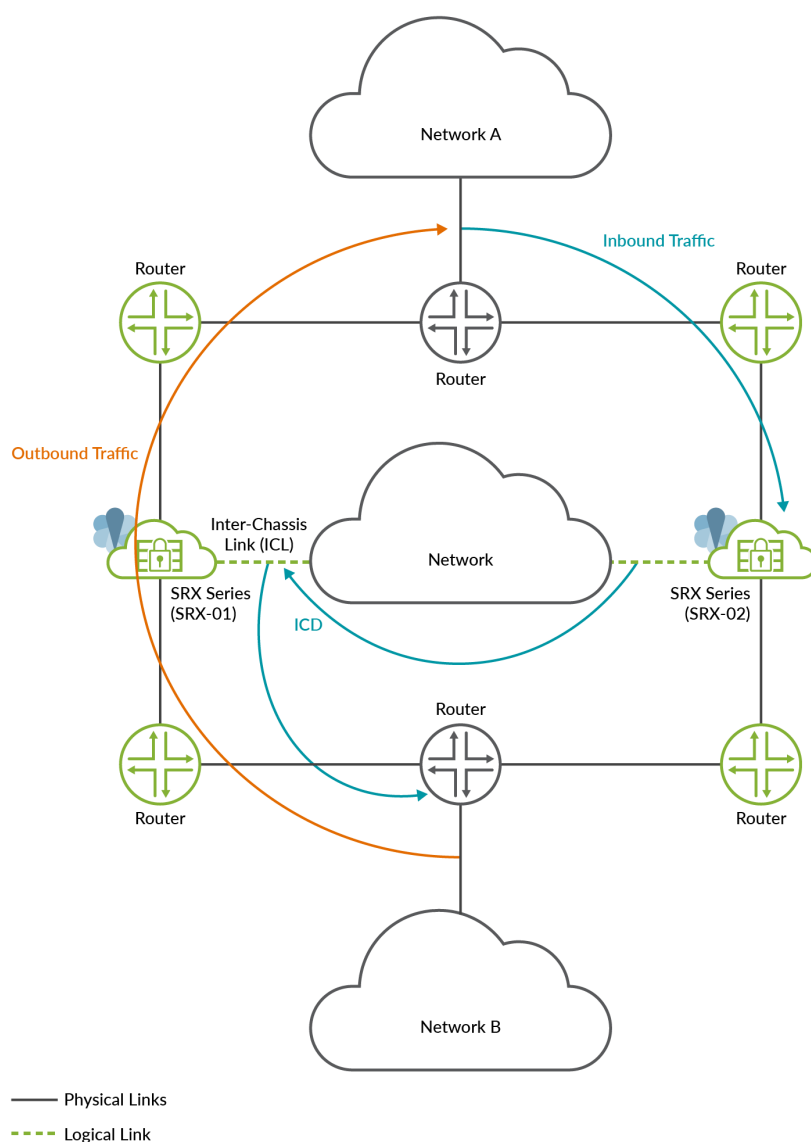 Network A
Inbound Traffic
Router
Router
Router
Outbound Traffic
Inter-Chassis
Link (ICL)
Network
SRX Series
(SRX-01)
SRX Series
(SRX-02)
ICD
Router
Router
Router
Network B
Physical Links
Logical Link